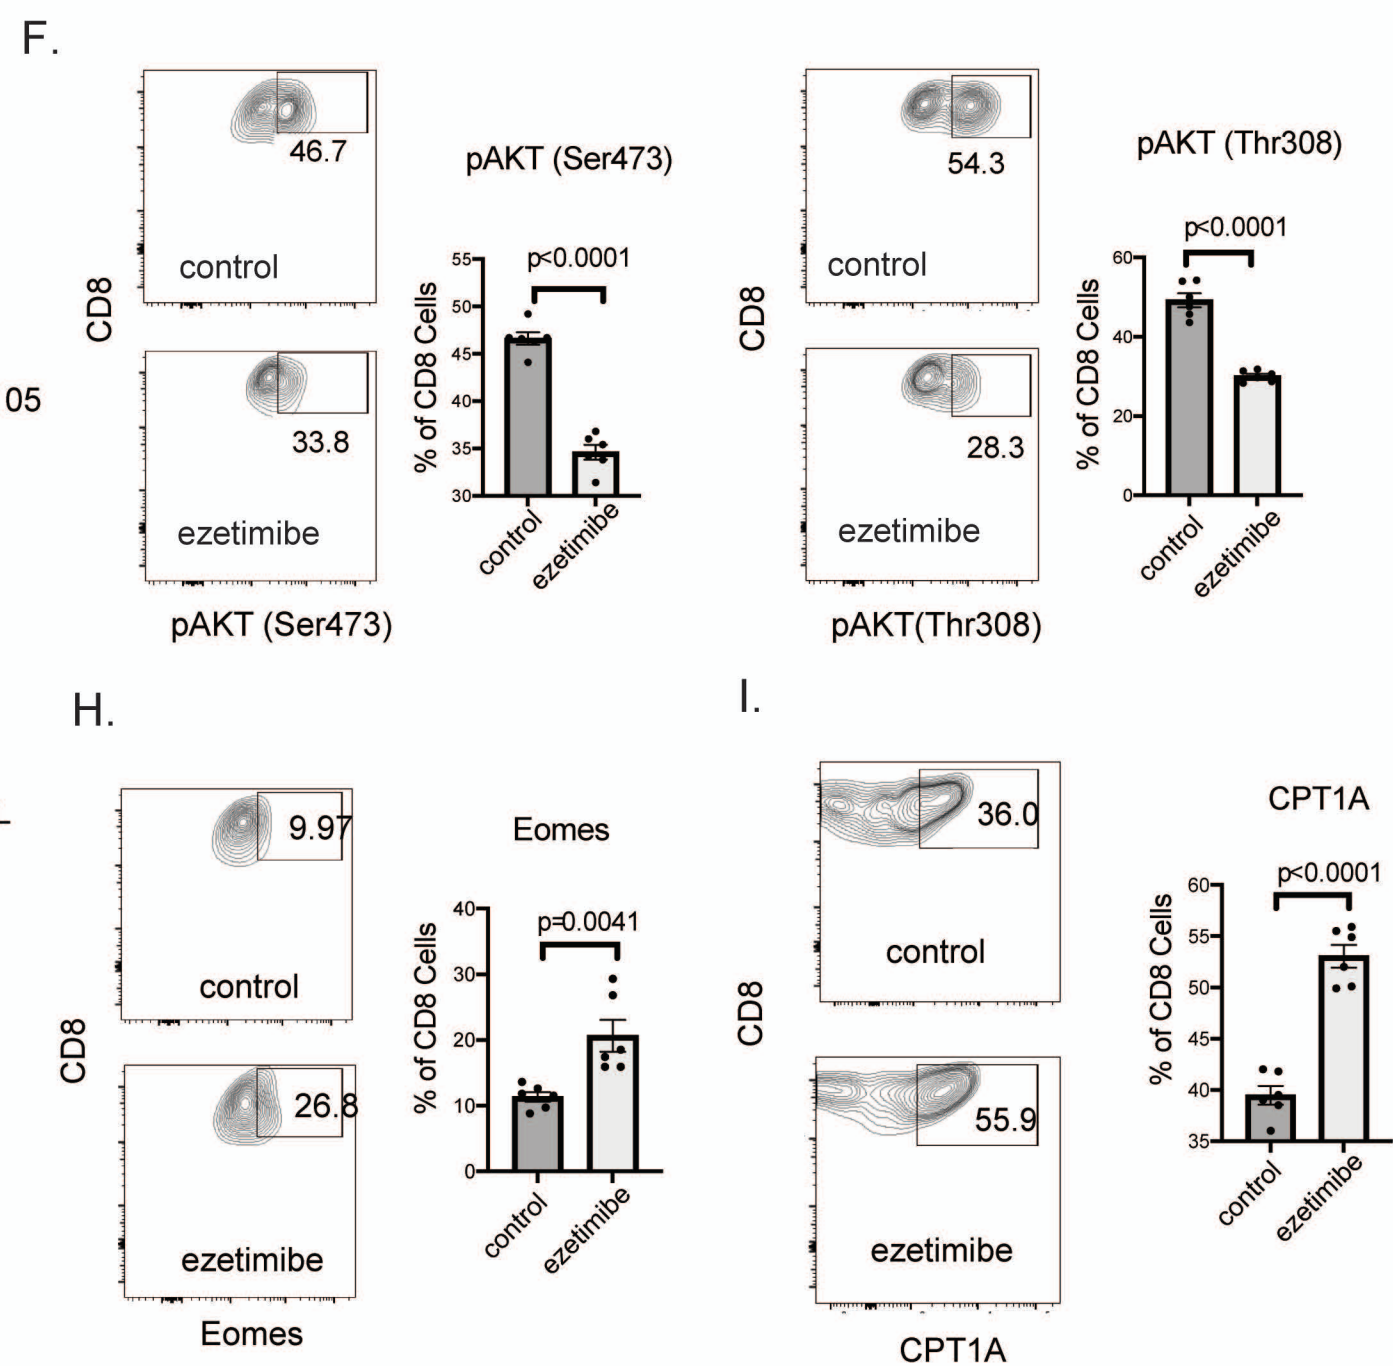 F.
46.7
control
CD8
33.8
ezetimibe
pAKT (Ser473)
pAKT (Ser473)
p<0.0001
% of CD8 Cells
55
50
45
40
35
30
control
ezetimibe
54.3
control
CD8
28.3
ezetimibe
pAKT(Thr308)
pAKT (Thr308)
p<0.0001
% of CD8 Cells
60
40
20
0
control
ezetimibe
05
H.
9.97
control
CD8
26.8
ezetimibe
Eomes
Eomes
p=0.0041
% of CD8 Cells
40
30
20
10
0
control
ezetimibe
I.
36.0
control
CD8
55.9
ezetimibe
CPT1A
CPT1A
p<0.0001
% of CD8 Cells
60
55
50
45
40
35
control
ezetimibe